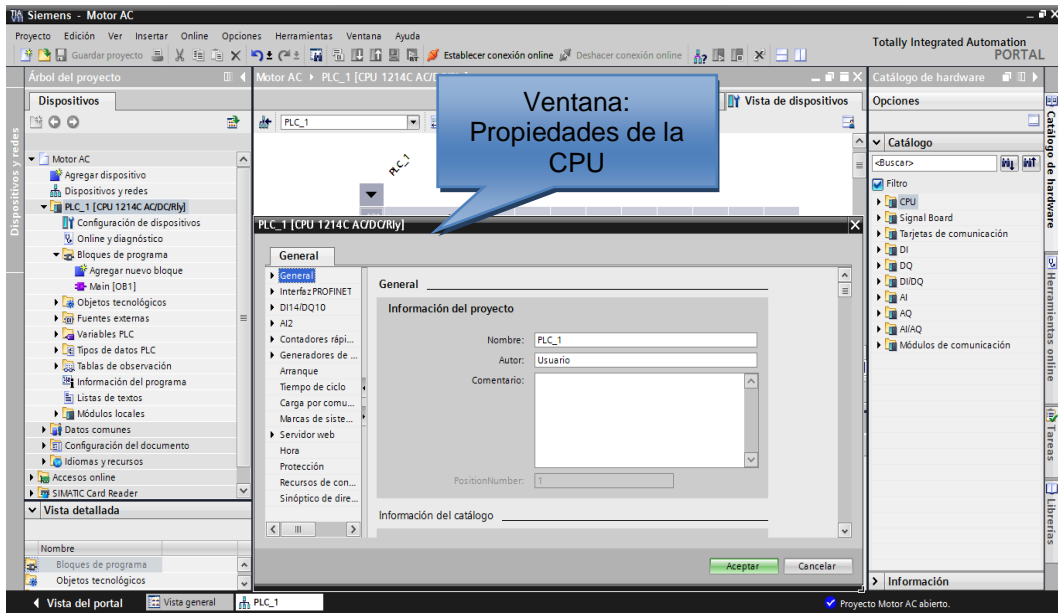 Siemens - Motor AC
Proyecto Edición Ver Insertar Online Opciones Herramientas Ventana Ayuda
Guardar proyecto
Establecer conexión online
Deshacer conexión online
Totally Integrated Automation
PORTAL
Árbol del proyecto
Dispositivos
Motor AC
Agregar dispositivo
Dispositivos y redes
PLC_1 [CPU 1214C AC/DC/Rly]
Configuración de dispositivos
Online y diagnóstico
Bloques de programa
Agregar nuevo bloque
Main [OB1]
Objetos tecnológicos
Fuentes externas
Variables PLC
Tipos de datos PLC
Tablas de observación
Información del programa
Listas de textos
Módulos locales
Datos comunes
Configuración del documento
Idiomas y recursos
Accesos online
SIMATIC Card Reader
Vista detallada
Nombre
Bloques de programa
Objetos tecnológicos
Dispositivos y redes
Motor AC PLC_1 [CPU 1214C AC/D
Vista de dispositivos
PLC_1
PLC_1
Ventana:
Propiedades de la
CPU
PLC_1 [CPU 1214C AC/DC/Rly]
General
General
Interfaz PROFINET
DI14/DQ10
AI2
Contadores rápi...
Generadores de ...
Arranque
Tiempo de ciclo
Carga por comu...
Marcas de siste...
Servidor web
Hora
Protección
Recursos de con...
Sinóptico de dire...
General
Información del proyecto
Nombre: PLC_1
Autor: Usuario
Comentario:
PositionNumber: 1
Información del catálogo
Aceptar
Cancelar
Catálogo de hardware
Opciones
Catálogo
<Buscar>
Filtro
CPU
Signal Board
Tarjetas de comunicación
DI
DQ
DI/DQ
AI
AQ
AI/AQ
Módulos de comunicación
Información
Catálogo de hardware
Herramientas online
Tareas
Librerías
Vista del portal
Vista general
PLC_1
Proyecto Motor AC abierto.